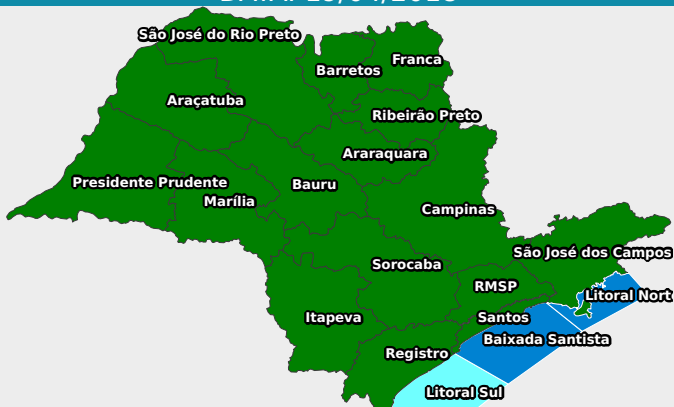 São José do Rio Preto
Franca
Barretos
Araçatuba
Ribeirão Preto
Araraquara
Presidente Prudente
Bauru
Marília
Campinas
São José dos Campos
Sorocaba
RMSP
Litoral Nort
Itapeva
Santos
Baixada Santista
Registro
Litoral Sul